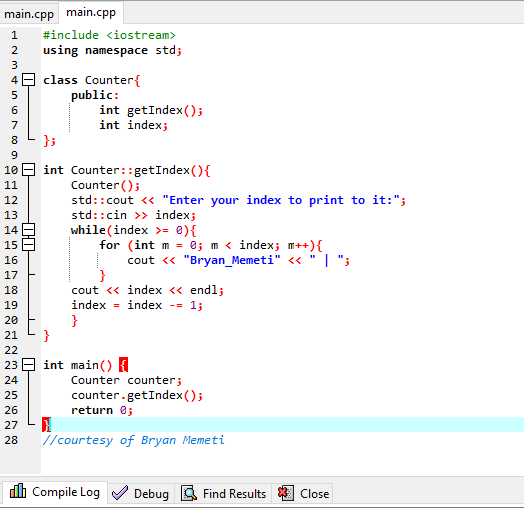 main.cpp main.cpp
1 #include <iostream>
2 using namespace std;
3
4 class Counter{
5 public:
6 int getIndex();
7 int index;
8 };
9
10 int Counter::getIndex(){
11 Counter();
12 std::cout << "Enter your index to print to it:";
13 std::cin >> index;
14 while(index >= 0){
15 for (int m = 0; m < index; m++){
16 cout << "Bryan_Memeti" << " | ";
17 }
18 cout << index << endl;
19 index = index -= 1;
20 }
21 }
22
23 int main() {
24 Counter counter;
25 counter.getIndex();
26 return 0;
27 }
28 //courtesy of Bryan Memeti
Compile Log Debug Find Results Close